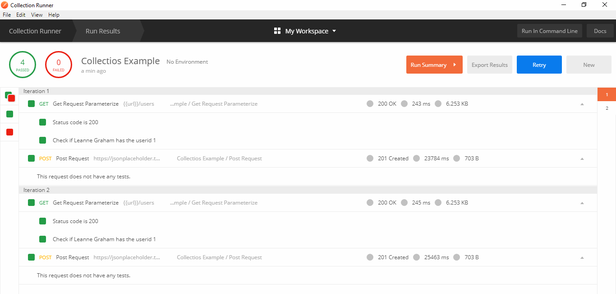 Collection Runner
File Edit View Help
Collection Runner Run Results My Workspace Run In Command Line Docs
4 PASSED 0 FAILED Collectios Example No Environment
a min ago
Run Summary Export Results Retry New
Iteration 1
GET Get Request Parameterize {{url}}/users ...mple / Get Request Parameterize 200 OK 243 ms 6.253 KB
Status code is 200
Check if Leanne Graham has the userid 1
POST Post Request https://jsonplaceholder.t... Collectios Example / Post Request 201 Created 23784 ms 703 B
This request does not have any tests.
Iteration 2
GET Get Request Parameterize {{url}}/users ...mple / Get Request Parameterize 200 OK 245 ms 6.253 KB
Status code is 200
Check if Leanne Graham has the userid 1
POST Post Request https://jsonplaceholder.t... Collectios Example / Post Request 201 Created 25463 ms 703 B
This request does not have any tests.
1
2